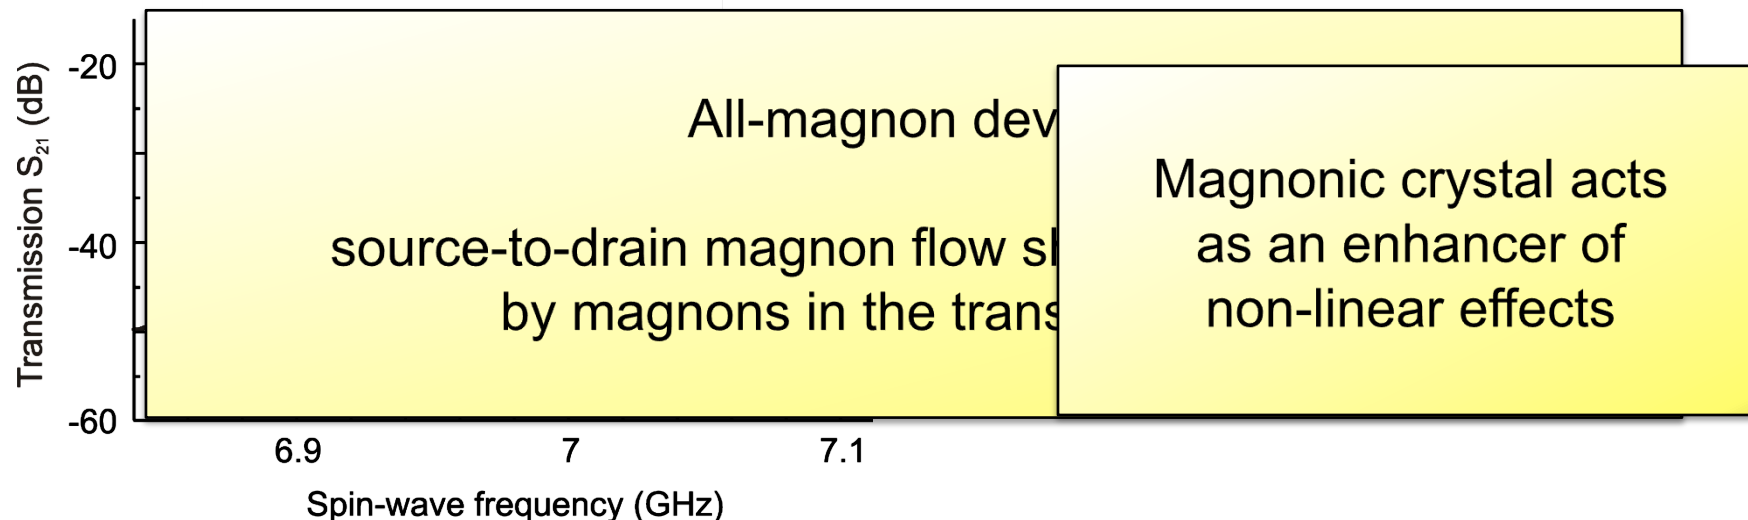 Transmission S21 (dB)
-20
-40
-60
All-magnon dev
source-to-drain magnon flow
by magnons in the trans
Magnonic crystal acts
as an enhancer of
non-linear effects
6.9 7 7.1
Spin-wave frequency (GHz)